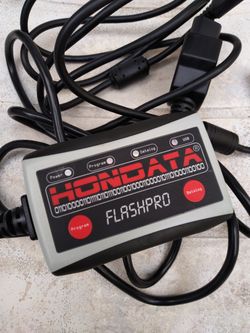 Power
Program
Datalog
USB
HONDATA
®
FLASHPRO
Program
Datalog